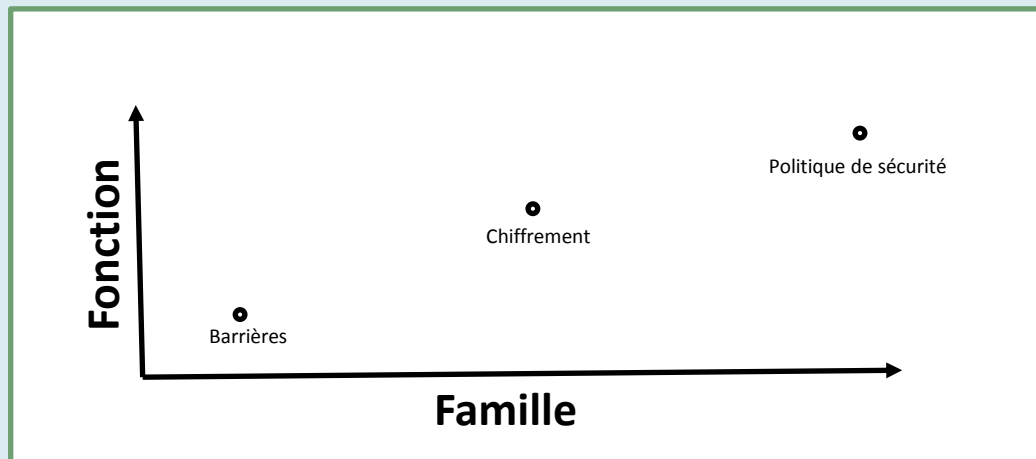 Fonction
Politique de sécurité
Chiffrement
Barrières
Famille